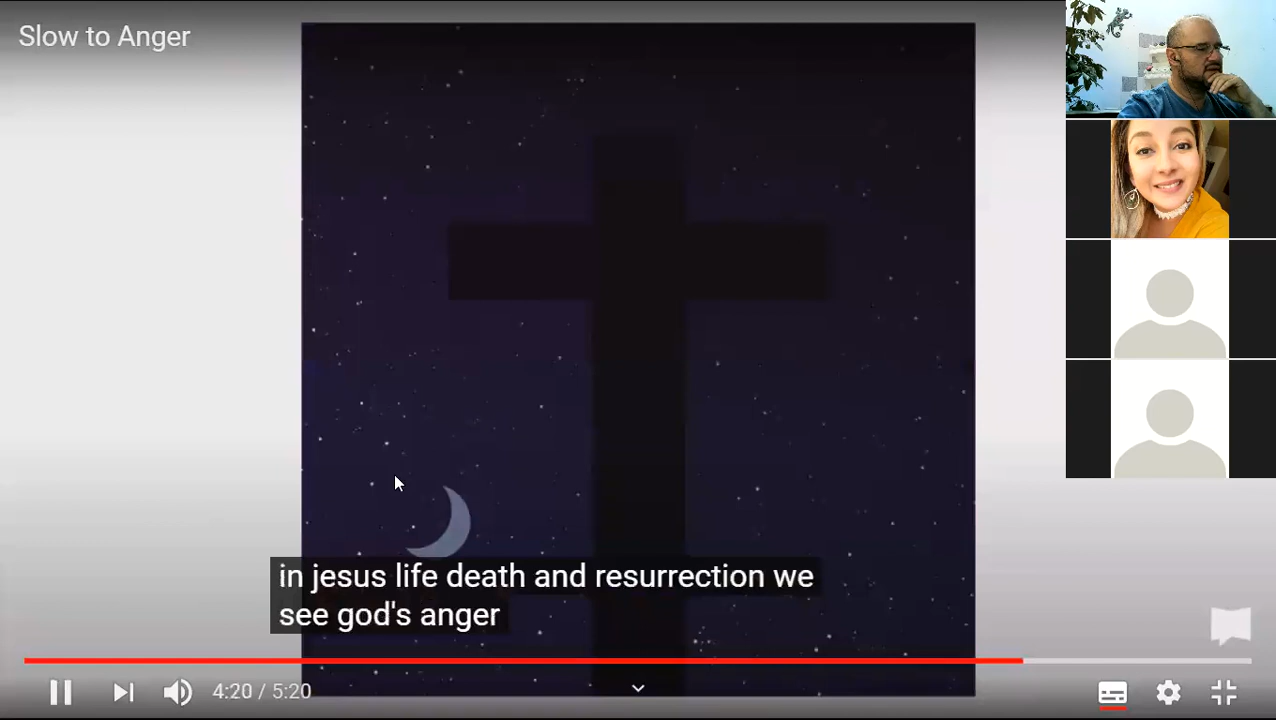 Slow to Anger
in jesus life death and resurrection we
see god's anger
4:20 / 5:20